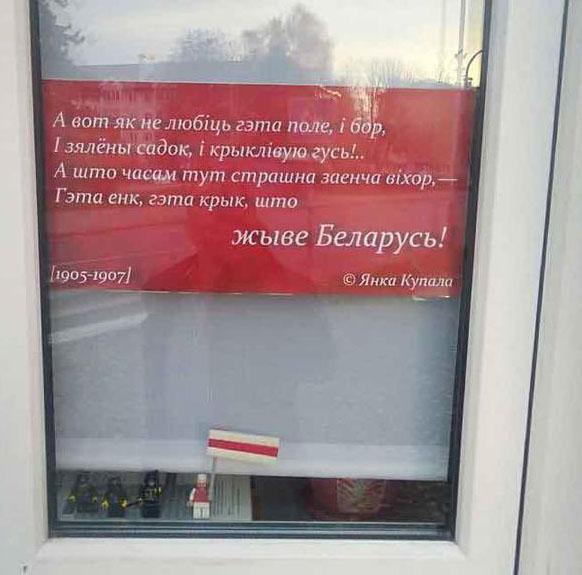 А вот як не любіць гэта поле, і бор,
І зялёны садок, і крыклівую гусь!..
А што часам тут страшна заенча віхор,—
Гэта енк, гэта крык, што
жыве Беларусь!
[1905-1907]
© Янка Купала